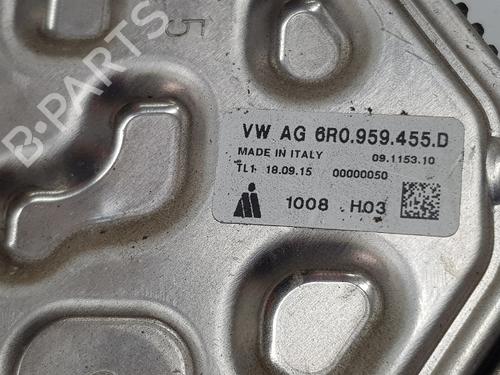 B-PARTS
5
VW AG 6R0.959.455.D
MADE IN ITALY 09.1153.10
TL1 18.09.15 00000050
1008 H03